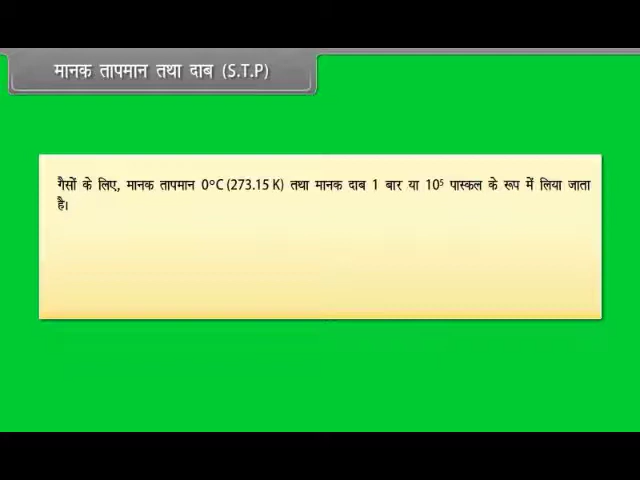 मानक तापमान तथा दाब (S.T.P)
गैसों के लिए, मानक तापमान 0°C (273.15 K) तथा मानक दाब 1 बार या 10⁵ पास्कल के रूप में लिया जाता
है।